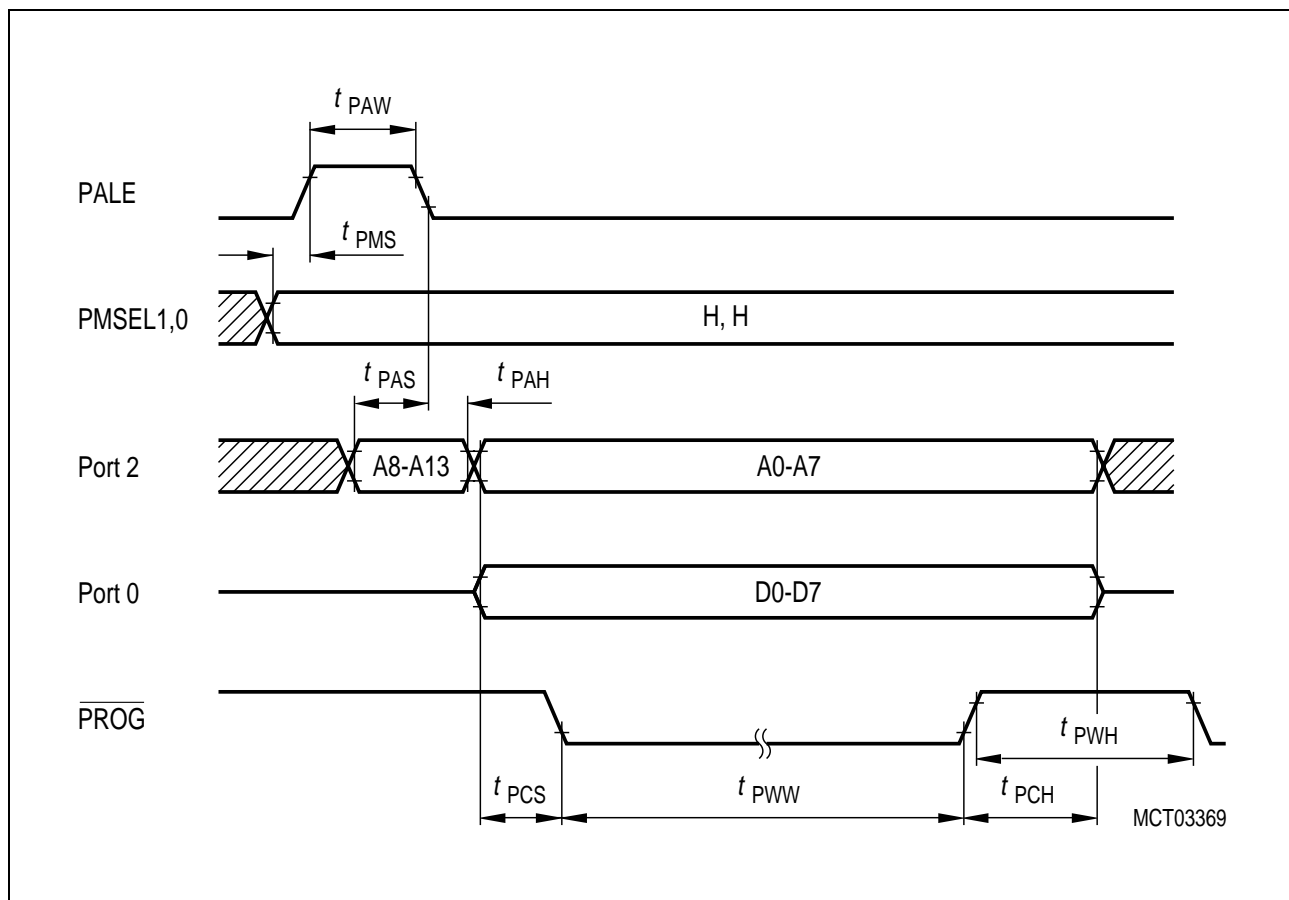 t PAW
PALE
t PMS
PMSEL1,0
H, H
t PAS
t PAH
Port 2
A8-A13
A0-A7
Port 0
D0-D7
PROG
t PWH
t PCS
t PWW
t PCH
MCT03369